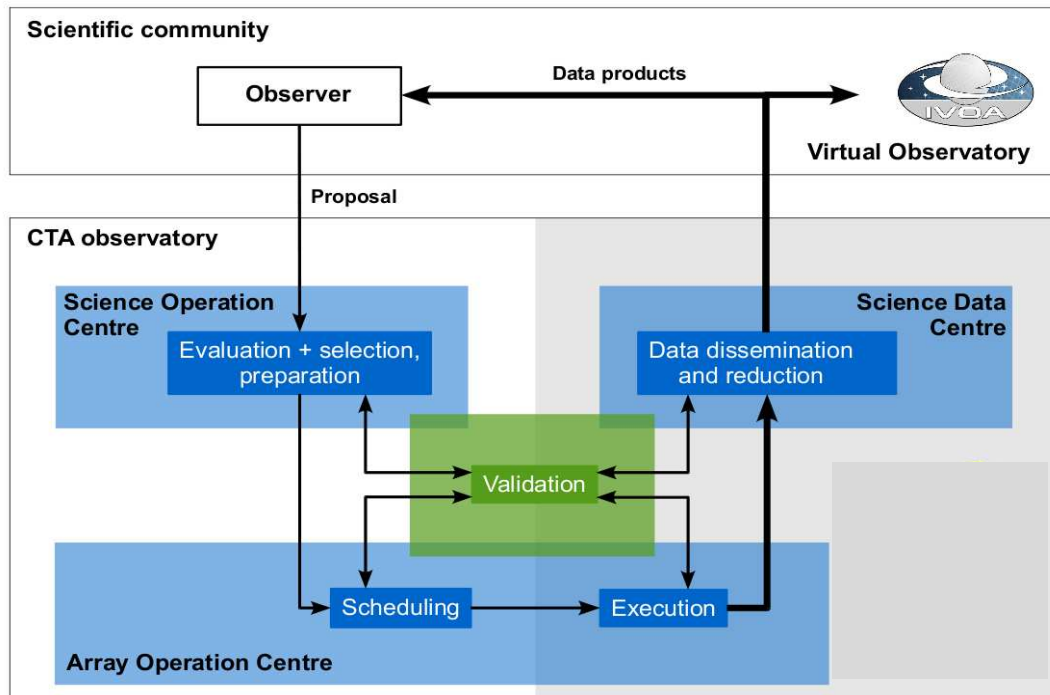 Scientific community
Data products
Observer
IVOA
Virtual Observatory
Proposal
CTA observatory
Science Operation
Centre
Science Data
Centre
Evaluation + selection,
preparation
Data dissemination
and reduction
Validation
Scheduling
Execution
Array Operation Centre